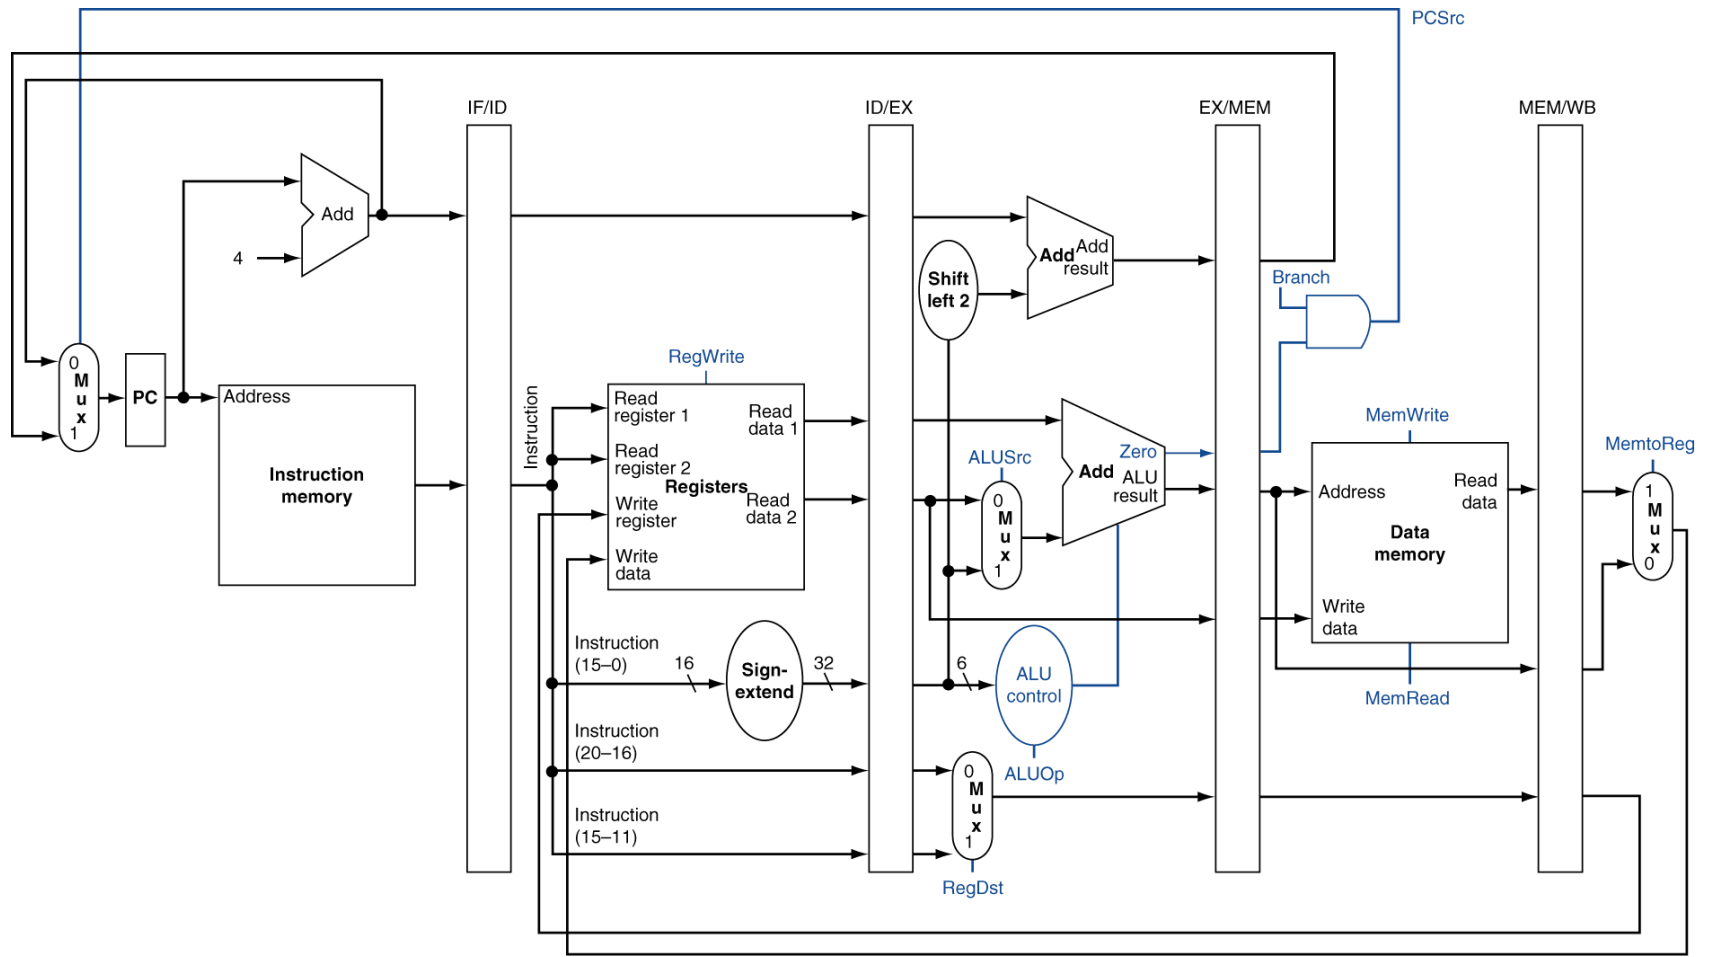 PCSrc
IF/ID
ID/EX
EX/MEM
MEM/WB
Add
4
Add
Add
result
Shift
left 2
Branch
0
M
u
x
1
PC
Address
Instruction
memory
Instruction
RegWrite
Read
register 1
Read
register 2
Write
register
Write
data
Registers
Read
data 1
Read
data 2
ALUSrc
0
M
u
x
1
Add
Zero
ALU
result
MemWrite
Address
Read
data
Data
memory
Write
data
MemRead
MemtoReg
1
M
u
x
0
Instruction
(15–0)
16
Sign-
extend
32
6
ALU
control
ALUOp
Instruction
(20–16)
Instruction
(15–11)
0
M
u
x
1
RegDst